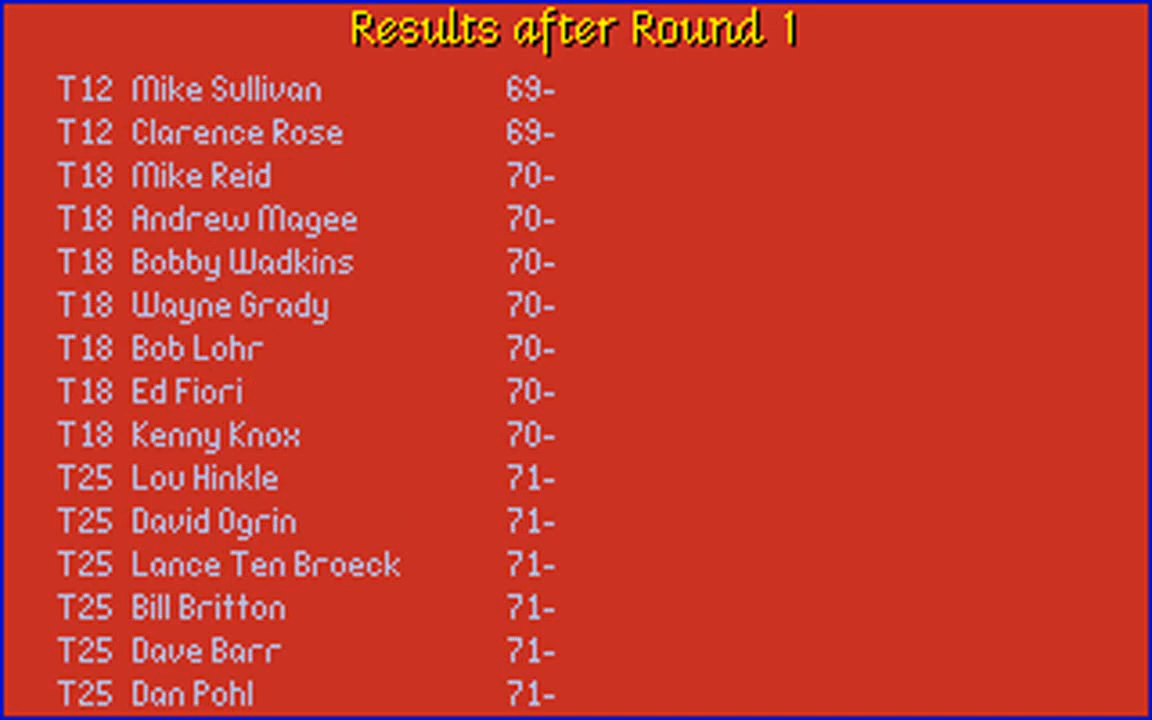 Results after Round 1
T12 Mike Sullivan 69-
T12 Clarence Rose 69-
T18 Mike Reid 70-
T18 Andrew Magee 70-
T18 Bobby Wadkins 70-
T18 Wayne Grady 70-
T18 Bob Lohr 70-
T18 Ed Fiori 70-
T18 Kenny Knox 70-
T25 Lou Hinkle 71-
T25 David Ogrin 71-
T25 Lance Ten Broeck 71-
T25 Bill Britton 71-
T25 Dave Barr 71-
T25 Dan Pohl 71-